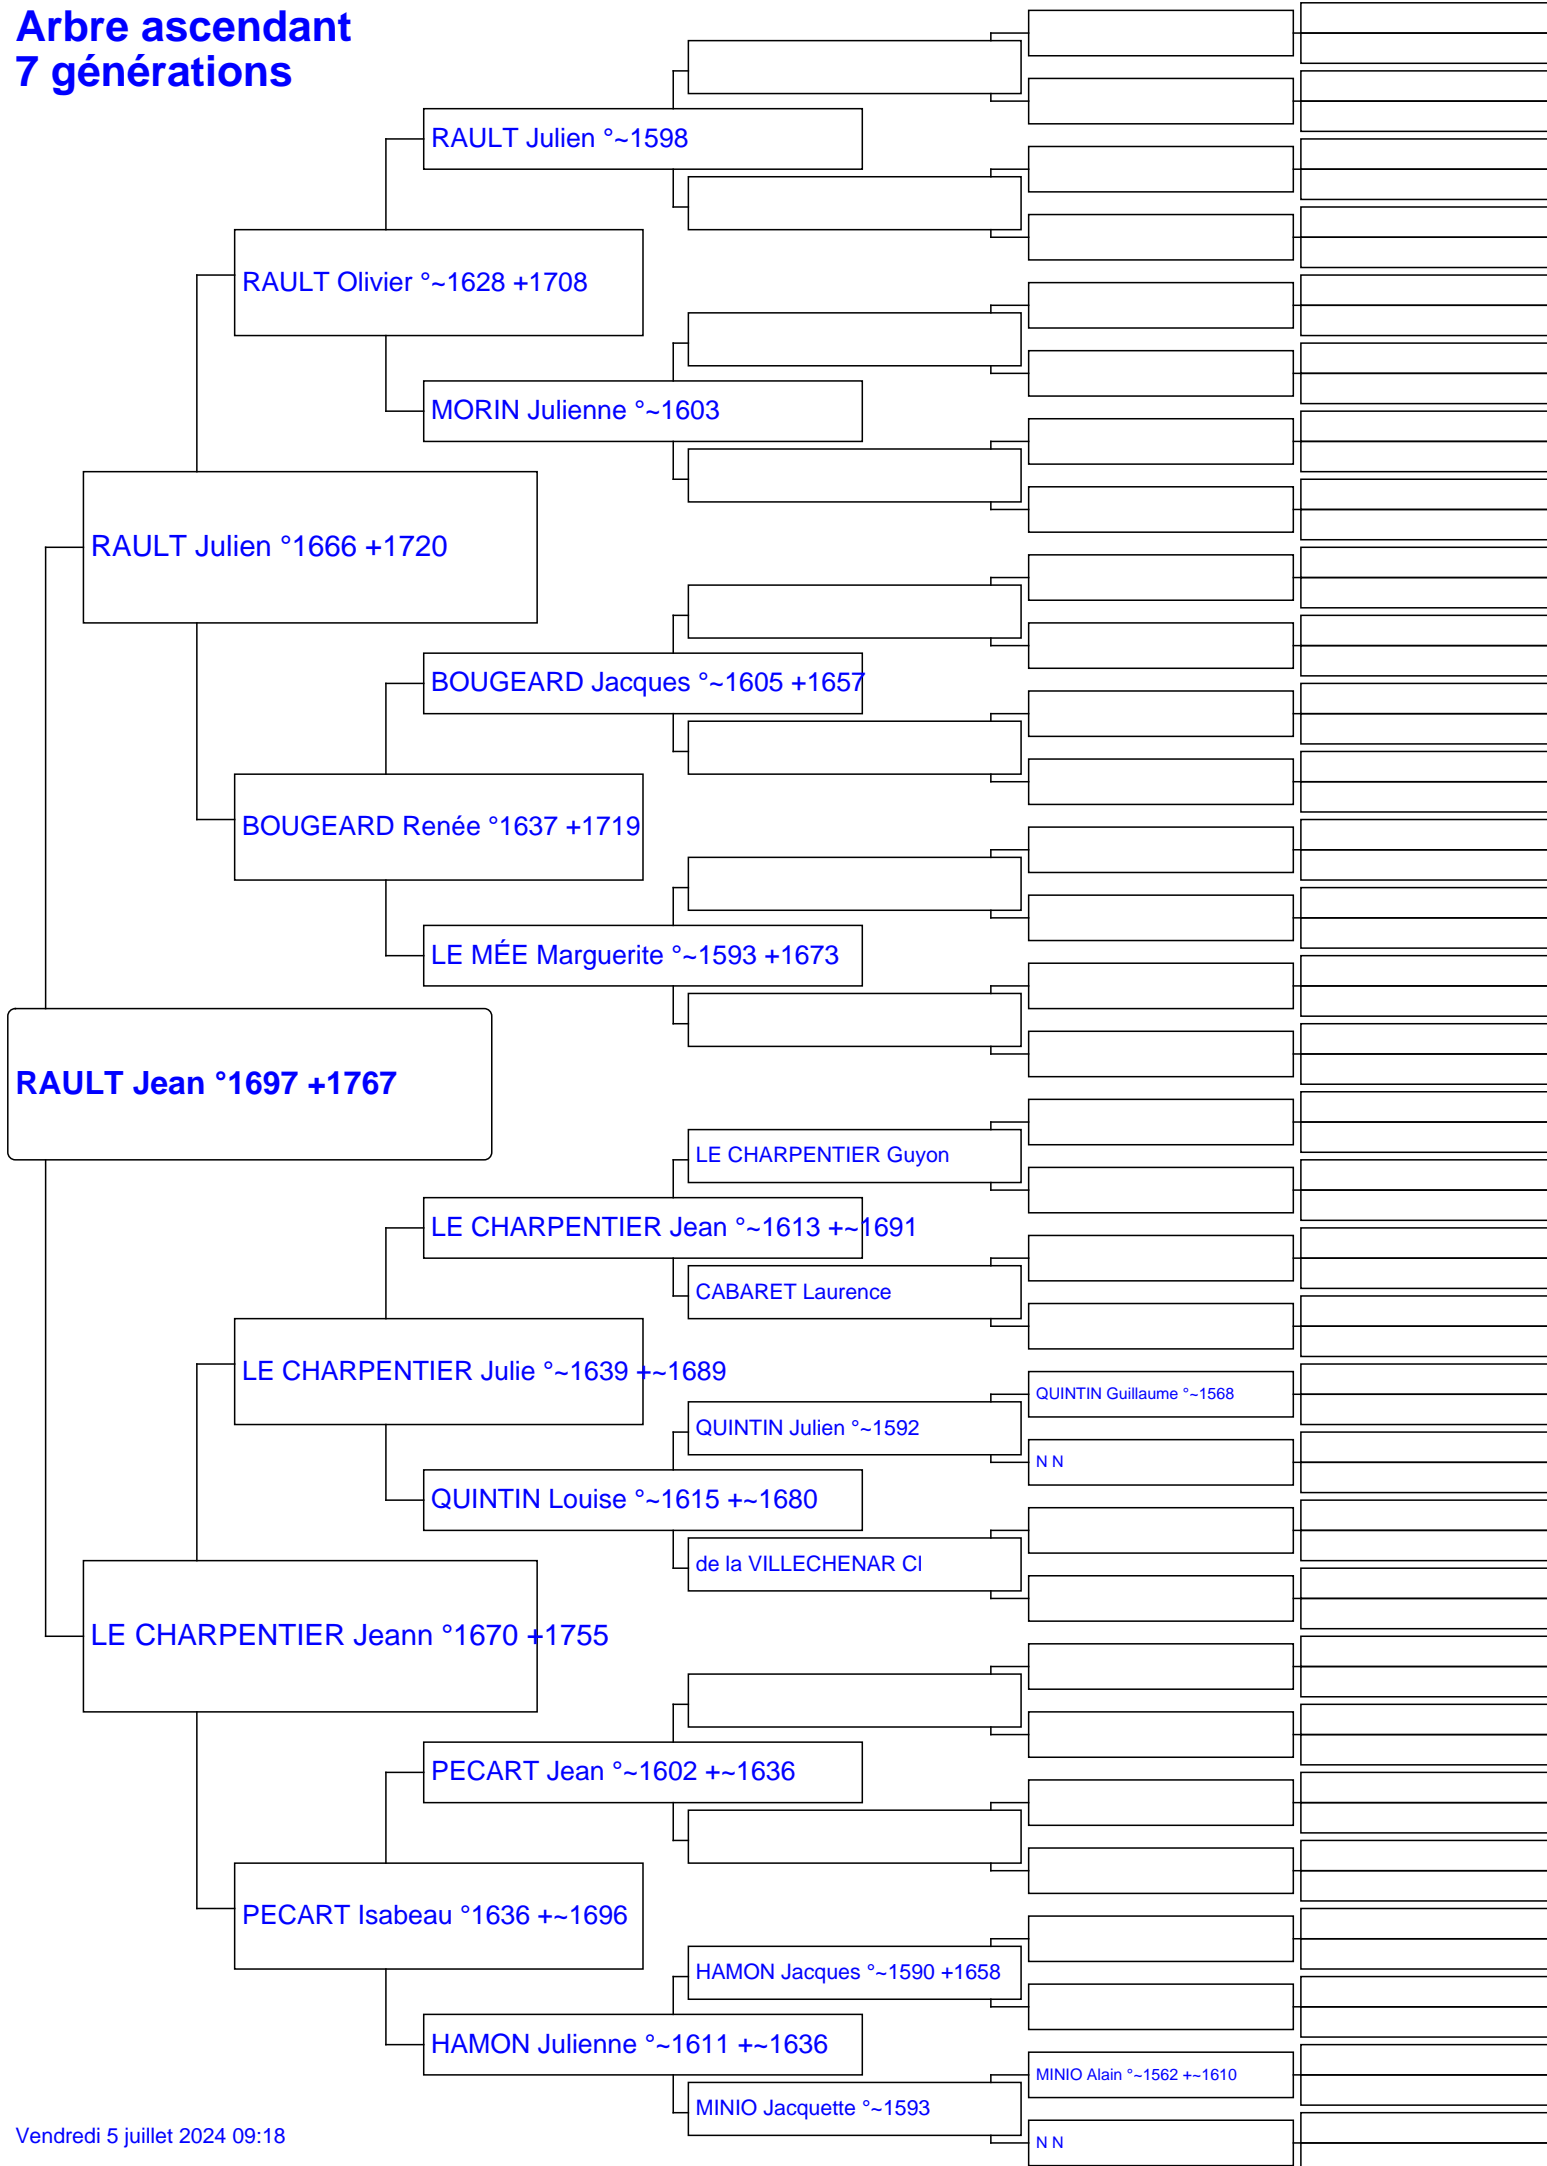 Arbre ascendant
7 générations
RAULT Julien °~1598
RAULT Olivier °~1628 +1708
MORIN Julienne °~1603
RAULT Julien °1666 +1720
BOUGEARD Jacques °~1605 +1657
BOUGEARD Renée °1637 +1719
LE MÉE Marguerite °~1593 +1673
RAULT Jean °1697 +1767
LE CHARPENTIER Guyon
LE CHARPENTIER Jean °~1613 +~1691
CABARET Laurence
LE CHARPENTIER Julie °~1639 +~1689
QUINTIN Guillaume °~1568
QUINTIN Julien °~1592
N N
QUINTIN Louise °~1615 +~1680
de la VILLECHENAR Cl
LE CHARPENTIER Jeann °1670 +1755
PECART Jean °~1602 +~1636
PECART Isabeau °1636 +~1696
HAMON Jacques °~1590 +1658
HAMON Julienne °~1611 +~1636
MINIO Alain °~1562 +~1610
MINIO Jacquette °~1593
N N
Vendredi 5 juillet 2024 09:18